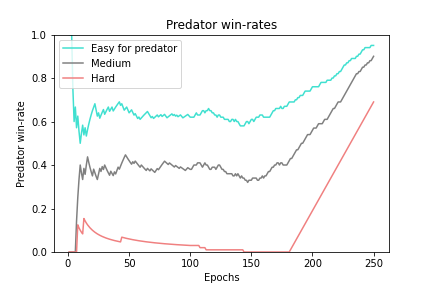 Predator win-rates
Predator win-rate
1.0
0.8
0.6
0.4
0.2
0.0
Easy for predator
Medium
Hard
0
50
100
150
200
250
Epochs